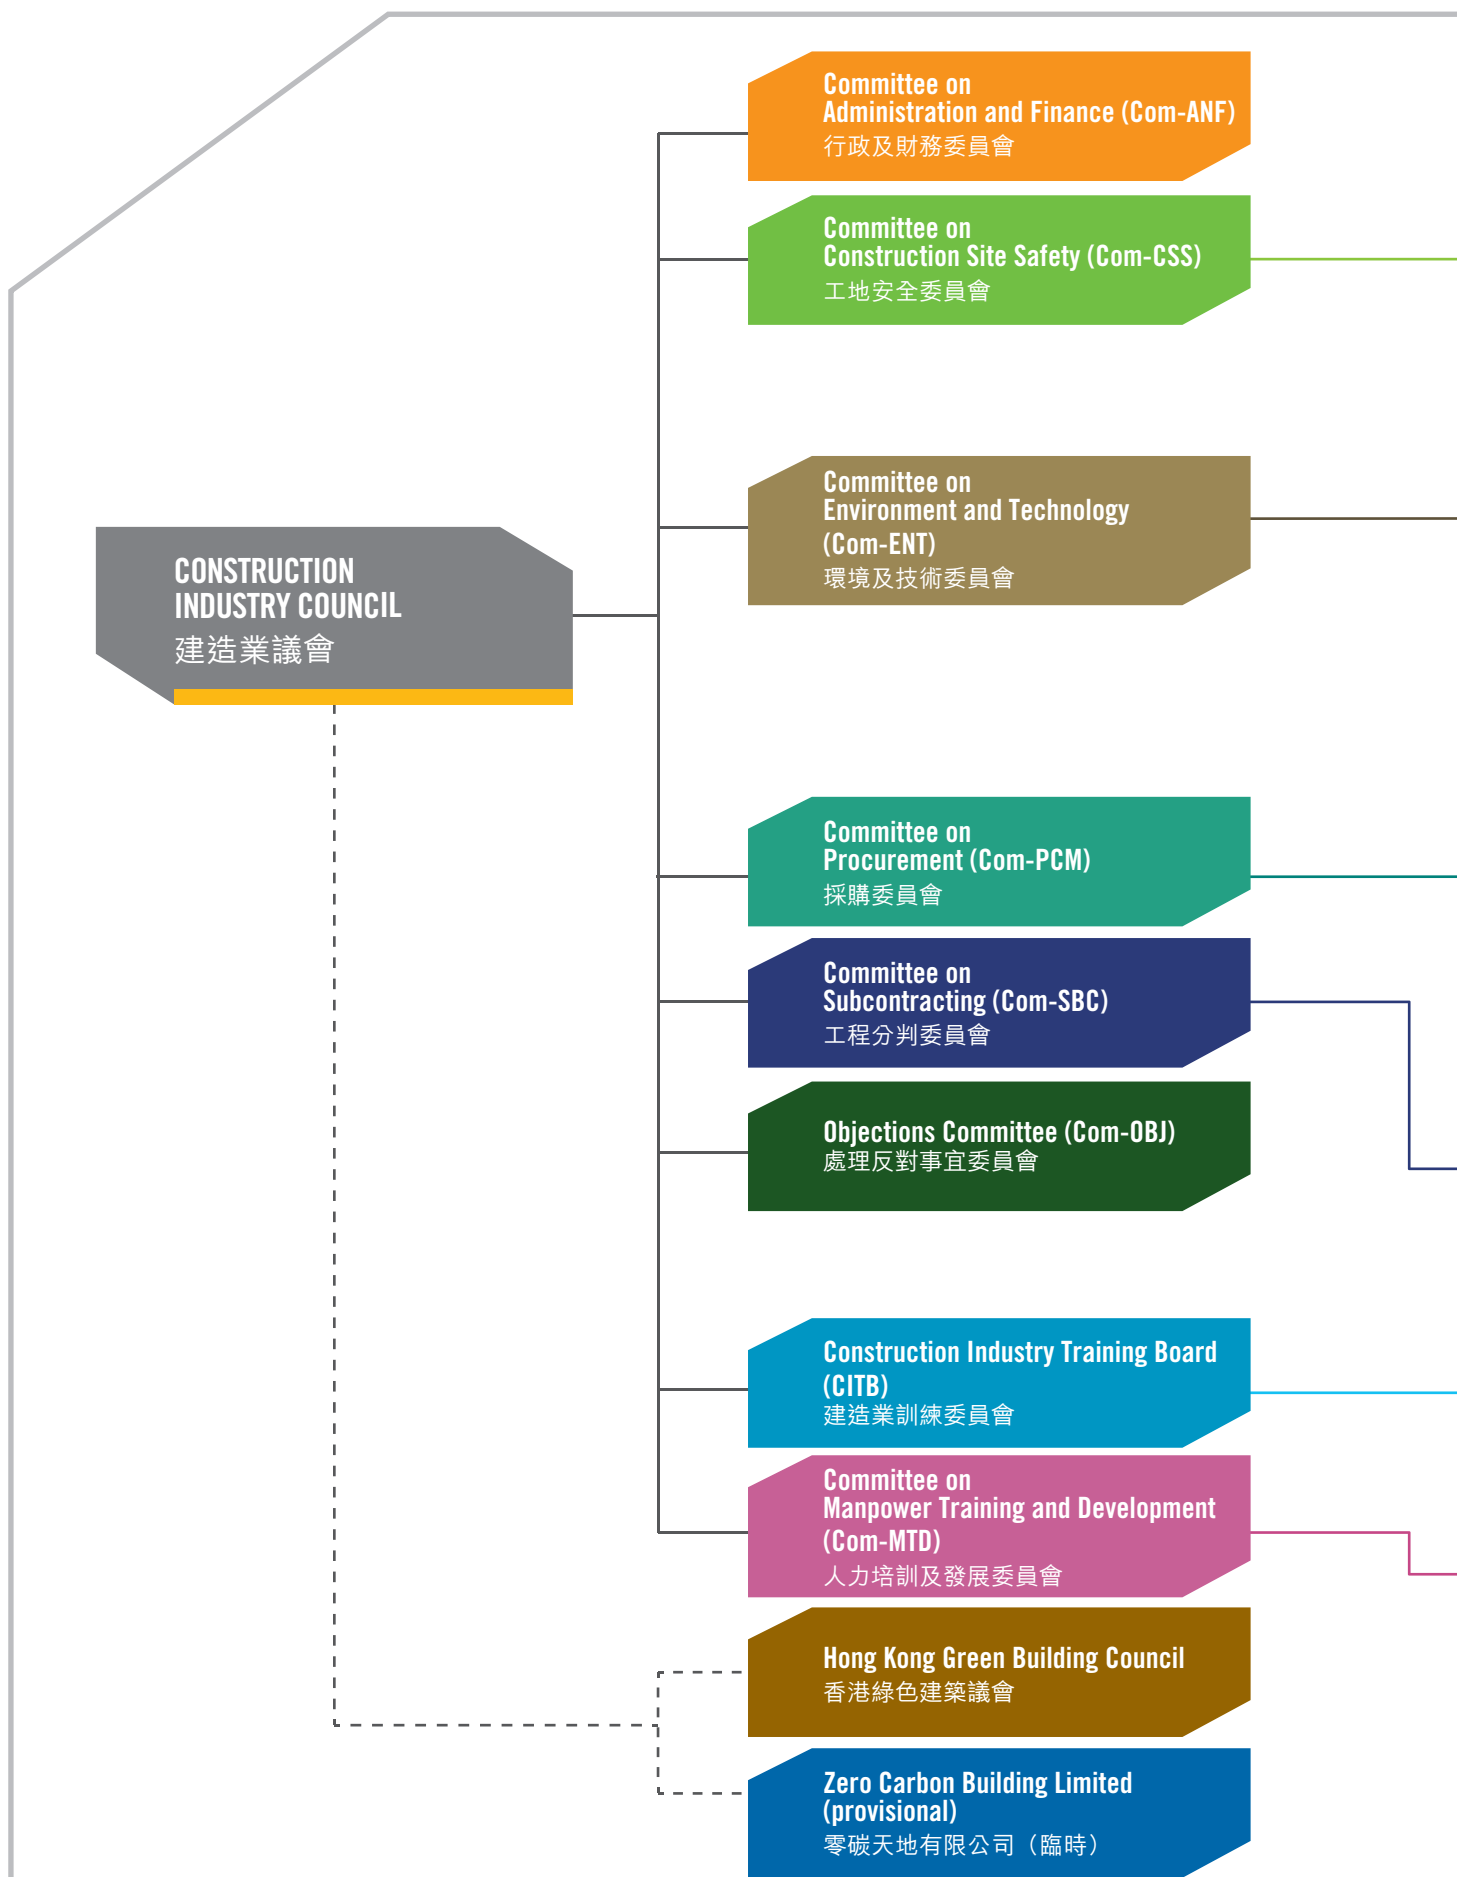 Committee on
Administration and Finance (Com-ANF)
行政及財務委員會
Committee on
Construction Site Safety (Com-CSS)
工地安全委員會
Committee on
Environment and Technology
(Com-ENT)
環境及技術委員會
CONSTRUCTION
INDUSTRY COUNCIL
建造業議會
Committee on
Procurement (Com-PCM)
採購委員會
Committee on
Subcontracting (Com-SBC)
工程分判委員會
Objections Committee (Com-OBJ)
處理反對事宜委員會
Construction Industry Training Board
(CITB)
建造業訓練委員會
Committee on
Manpower Training and Development
(Com-MTD)
人力培訓及發展委員會
Hong Kong Green Building Council
香港綠色建築議會
Zero Carbon Building Limited
(provisional)
零碳天地有限公司（臨時）